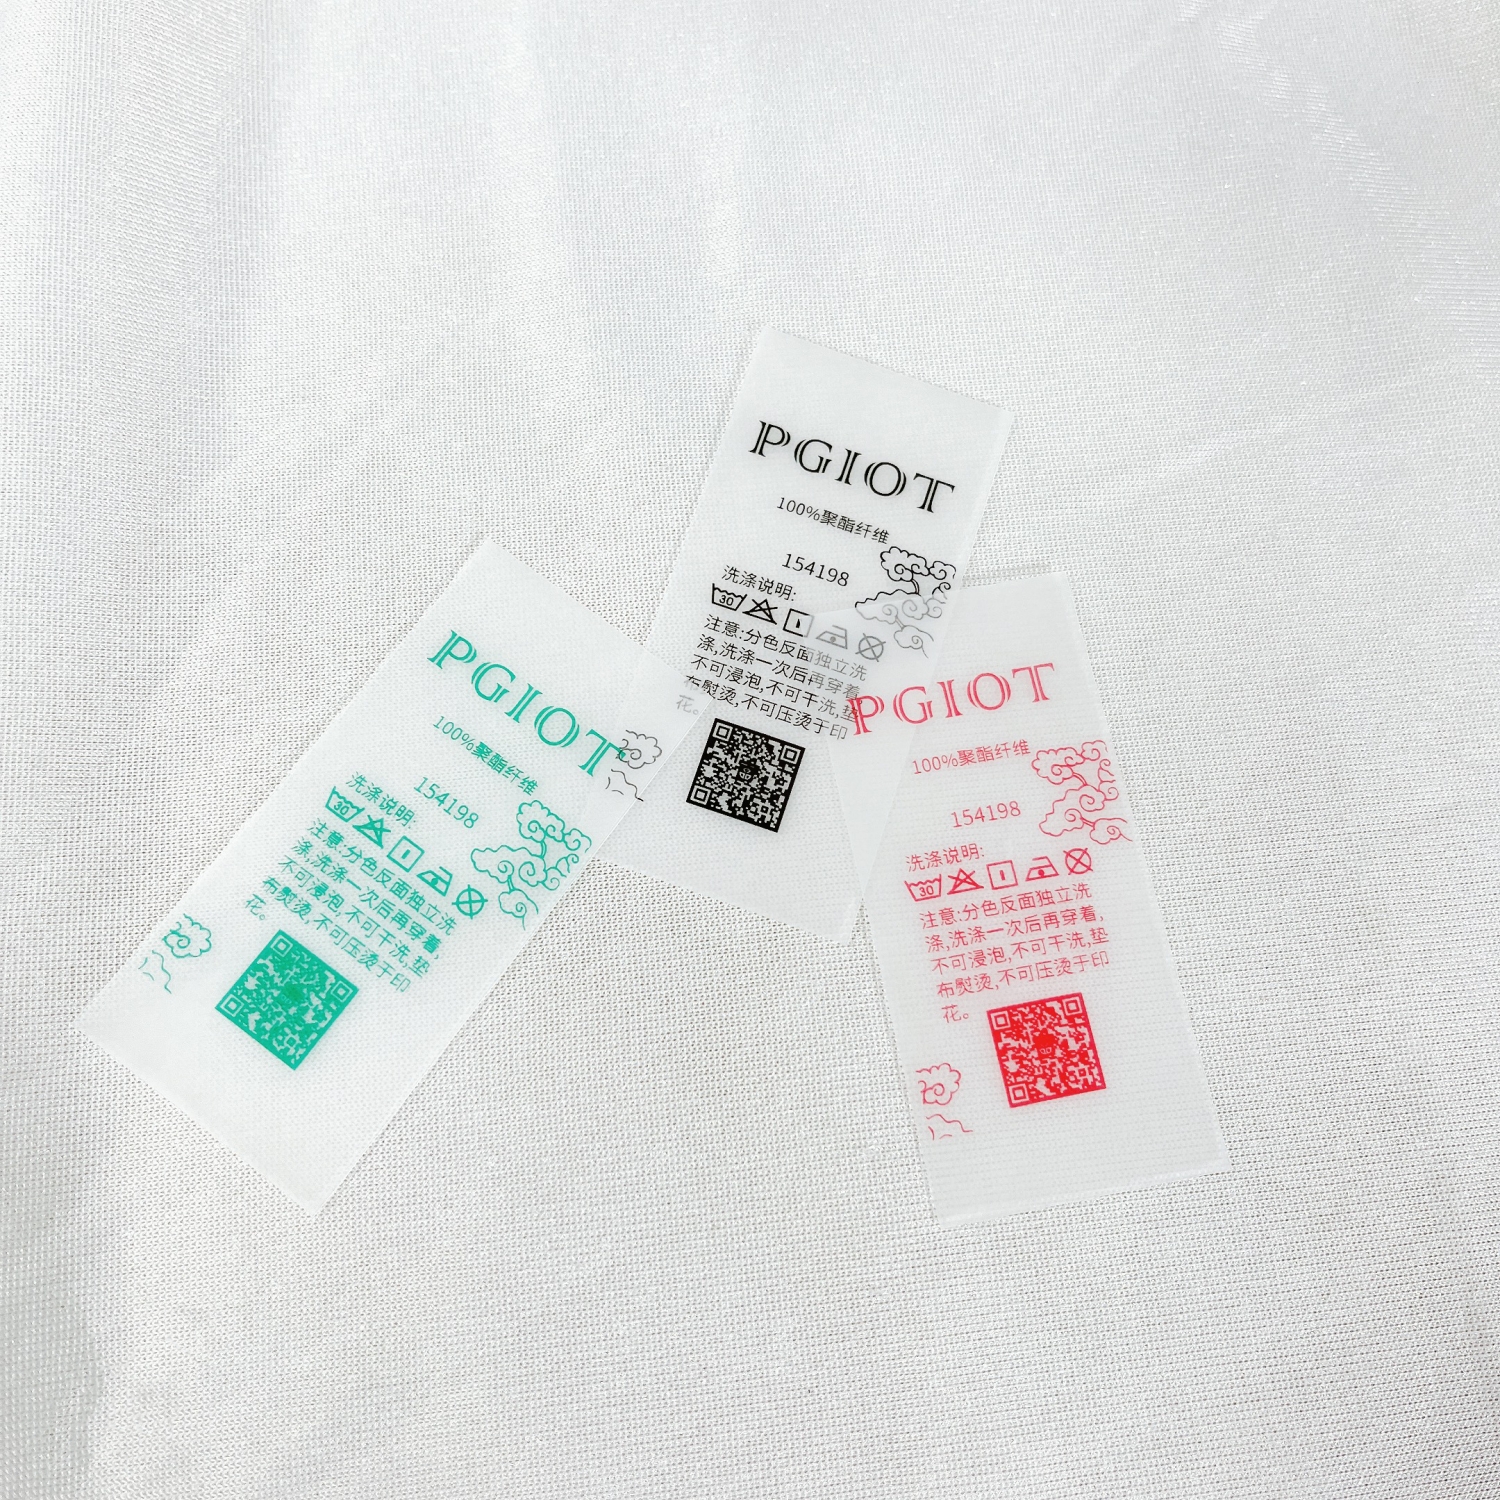 PGIOT
100%聚酯纤维
154198
洗涤说明:
30
注意:分色反面独立洗
涤,洗涤一次后再穿着,
不可浸泡,不可干洗,垫
布熨烫,不可压烫于印
花。
PGIOT
100%聚酯纤维
154198
洗涤说明:
30
注意:分色反面独立洗
涤,洗涤一次后再穿着
不可浸泡,不可干洗,垫
布熨烫,不可压烫于印
花。
PGIOT
100%聚酯纤维
154198
洗涤说明:
30
注意:分色反面独立洗
涤,洗涤一次后再穿着,
不可浸泡,不可干洗,垫
布熨烫,不可压烫于印
花。